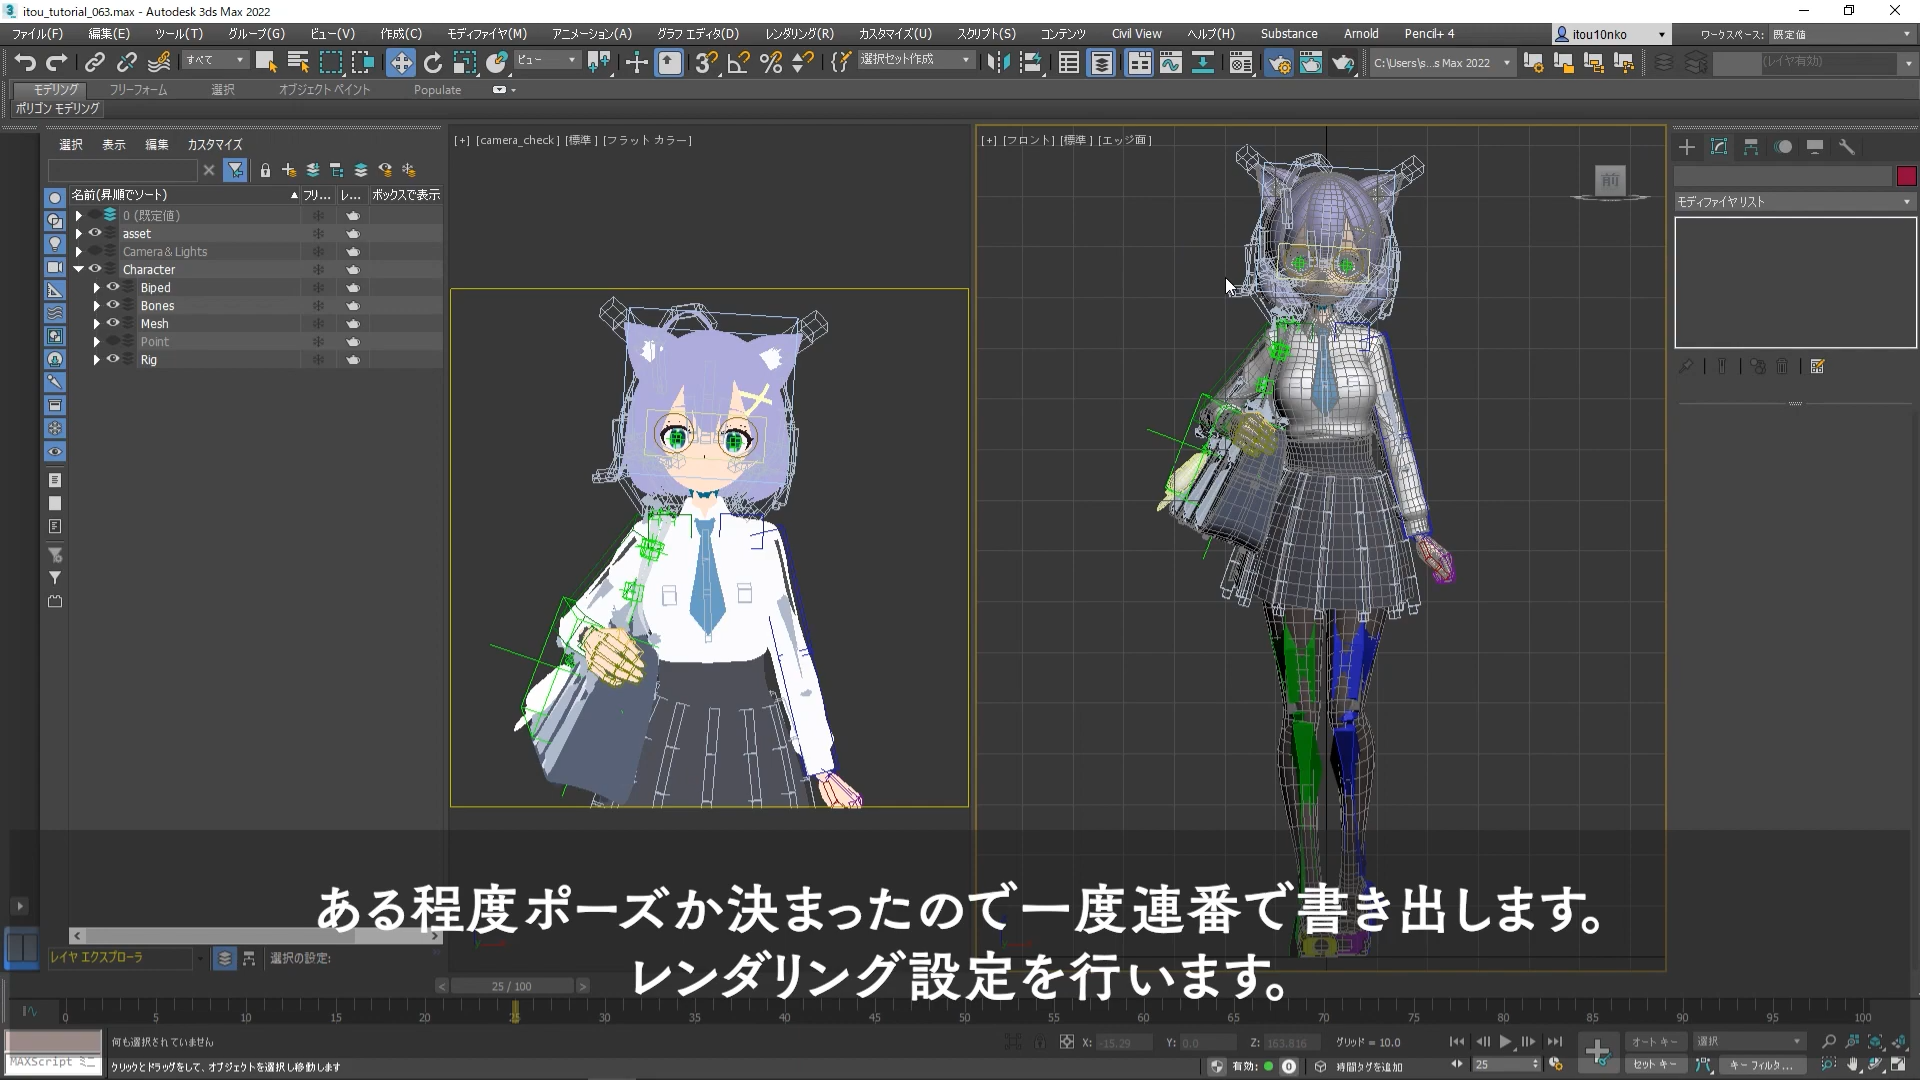 itou_tutorial_063.max - Autodesk 3ds Max 2022
ファイル(F) 編集(E) ツール(T) グループ(G) ビュー(V) 作成(C) モディファイヤ(M) アニメーション(A) グラフ エディタ(D) レンダリング(R) カスタマイズ(U) スクリプト(S) コンテンツ Civil View ヘルプ(H) Substance Arnold Pencil+ 4 itou10nko ワークスペース: 既定値
すべて ビュー 選択セット作成 C:\Users\s...s Max 2022 (レイヤ有効)
モデリング フリーフォーム 選択 オブジェクト ペイント Populate
ポリゴン モデリング
選択 表示 編集 カスタマイズ
名前(昇順でソート) フリ... レ... ボックスで表示
0 (既定値)
asset
Camera&Lights
Character
Biped
Bones
Mesh
Point
Rig
[+] [camera_check] [標準] [フラット カラー]
[+] [フロント] [標準] [エッジ面]
前
モディファイヤ リスト
ある程度ポーズか決まったので一度連番で書き出します。
レンダリング設定を行います。
レイヤ エクスプローラ 選択の設定:
25 / 100
0 10 15 20 25 30 35 40 45 50 55 60 65 70 75 80 85 90 95 100
何も選択されていません
MAXScript ミニ
クリックとドラッグをして、オブジェクトを選択し移動します
X: -15.29 Y: 0.0 Z: 163.816 グリッド = 10.0
有効: 0 時間タグを追加
25
オート キー 選択
セット キー キー フィルタ...